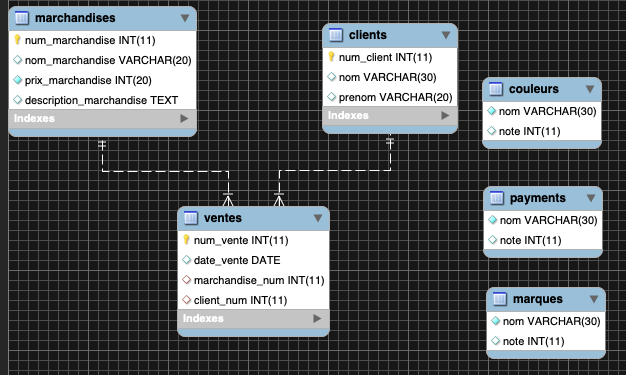 marchandises
num_marchandise INT(11)
nom_marchandise VARCHAR(20)
prix_marchandise INT(20)
description_marchandise TEXT
Indexes
clients
num_client INT(11)
nom VARCHAR(30)
prenom VARCHAR(20)
Indexes
couleurs
nom VARCHAR(30)
note INT(11)
ventes
num_vente INT(11)
date_vente DATE
marchandise_num INT(11)
client_num INT(11)
Indexes
payments
nom VARCHAR(30)
note INT(11)
marques
nom VARCHAR(30)
note INT(11)